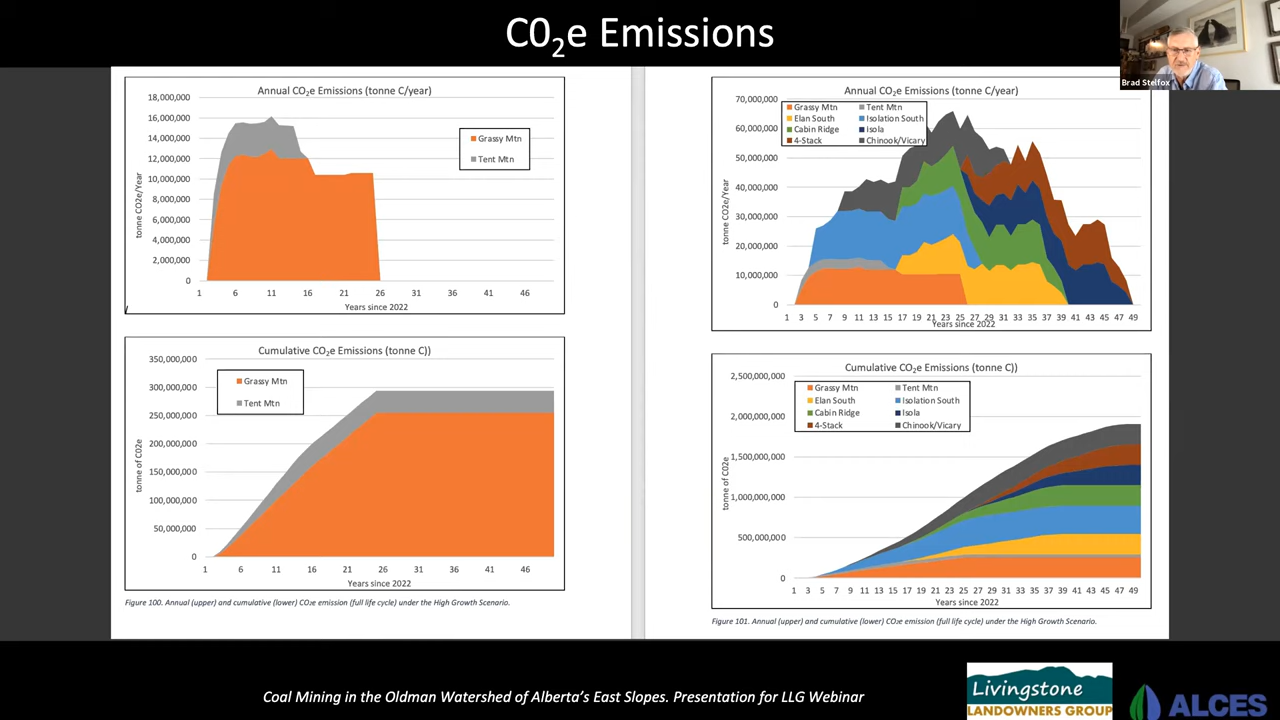 C0₂e Emissions
Brad Stelfox
Annual CO₂e Emissions (tonne C/year)
18,000,000
16,000,000
14,000,000
12,000,000
10,000,000
8,000,000
6,000,000
4,000,000
2,000,000
0
tonne CO2e/Year
Grassy Mtn
Tent Mtn
1 6 11 16 21 26 31 36 41 46
Years since 2022
Cumulative CO₂e Emissions (tonne C))
350,000,000
300,000,000
250,000,000
200,000,000
150,000,000
100,000,000
50,000,000
0
tonne of C02e
Grassy Mtn
Tent Mtn
1 6 11 16 21 26 31 36 41 46
Years since 2022
Figure 100. Annual (upper) and cumulative (lower) CO₂e emission (full life cycle) under the High Growth Scenario.
Annual CO₂e Emissions (tonne C/year)
70,000,000
60,000,000
50,000,000
40,000,000
30,000,000
20,000,000
10,000,000
0
tonne CO2e/Year
Grassy Mtn Tent Mtn
Elan South Isolation South
Cabin Ridge Isola
4-Stack Chinook/Vicary
1 3 5 7 9 11 13 15 17 19 21 23 25 27 29 31 33 35 37 39 41 43 45 47 49
Years since 2022
Cumulative CO₂e Emissions (tonne C))
2,500,000,000
2,000,000,000
1,500,000,000
1,000,000,000
500,000,000
0
tonne of C02e
Grassy Mtn Tent Mtn
Elan South Isolation South
Cabin Ridge Isola
4-Stack Chinook/Vicary
1 3 5 7 9 11 13 15 17 19 21 23 25 27 29 31 33 35 37 39 41 43 45 47 49
Years since 2022
Figure 101. Annual (upper) and cumulative (lower) CO₂e emission (full life cycle) under the High Growth Scenario.
Coal Mining in the Oldman Watershed of Alberta's East Slopes. Presentation for LLG Webinar
Livingstone
LANDOWNERS GROUP
ALCES